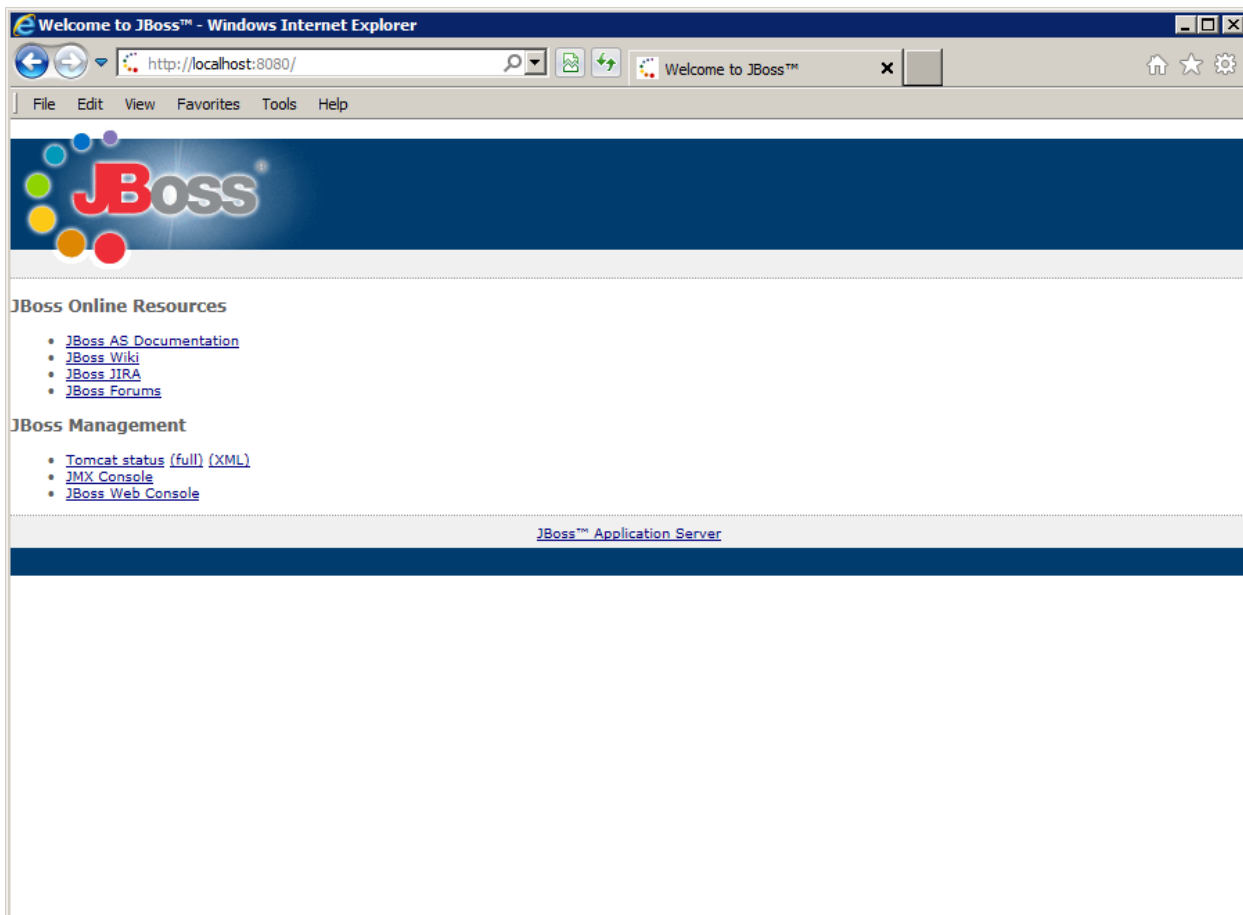 Welcome to JBoss™ - Windows Internet Explorer
http://localhost:8080/
Welcome to JBoss™
File Edit View Favorites Tools Help
JBoss®
JBoss Online Resources
JBoss AS Documentation
JBoss Wiki
JBoss JIRA
JBoss Forums
JBoss Management
Tomcat status (full) (XML)
JMX Console
JBoss Web Console
JBoss™ Application Server